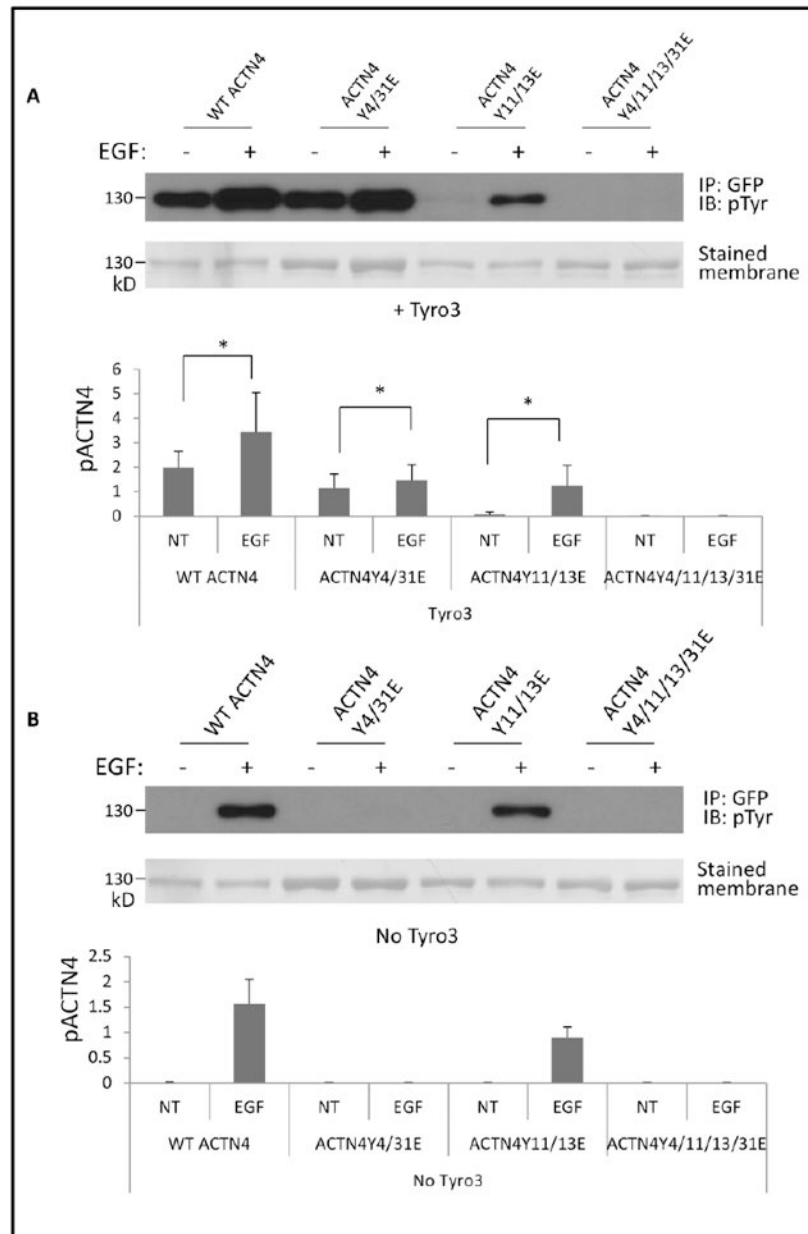 A
WT ACTN4
ACTN4
Y4/31E
ACTN4
Y11/13E
ACTN4
Y4/11/13/31E
EGF: - + - + - + - +
130
IP: GFP
IB: pTyr
130
kD
Stained
membrane
+ Tyro3
pACTN4
6
5
4
3
2
1
0
* * *
NT EGF NT EGF NT EGF NT EGF
WT ACTN4 ACTN4Y4/31E ACTN4Y11/13E ACTN4Y4/11/13/31E
Tyro3
B
WT ACTN4
ACTN4
Y4/31E
ACTN4
Y11/13E
ACTN4
Y4/11/13/31E
EGF: - + - + - + - +
130
IP: GFP
IB: pTyr
130
kD
Stained
membrane
No Tyro3
pACTN4
2.5
2
1.5
1
0.5
0
NT EGF NT EGF NT EGF NT EGF
WT ACTN4 ACTN4Y4/31E ACTN4Y11/13E ACTN4Y4/11/13/31E
No Tyro3